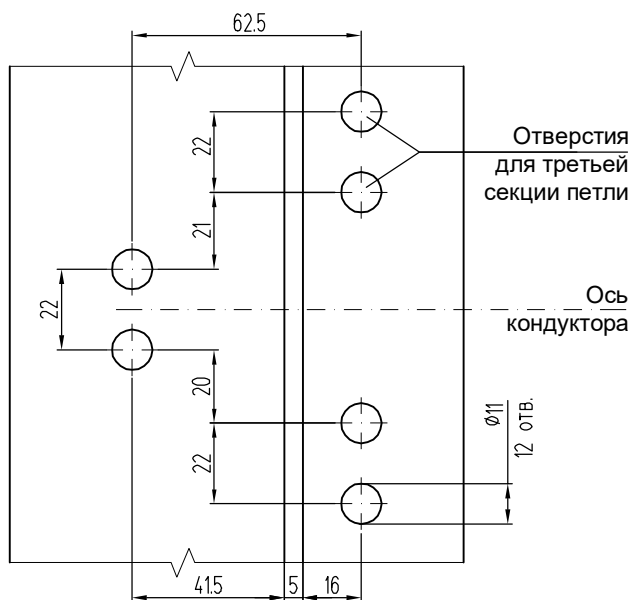 62.5
22
Отверстия
для третьей
секции петли
21
22
Ось
кондуктора
20
22
Ø11
12 отв.
41.5
5
16